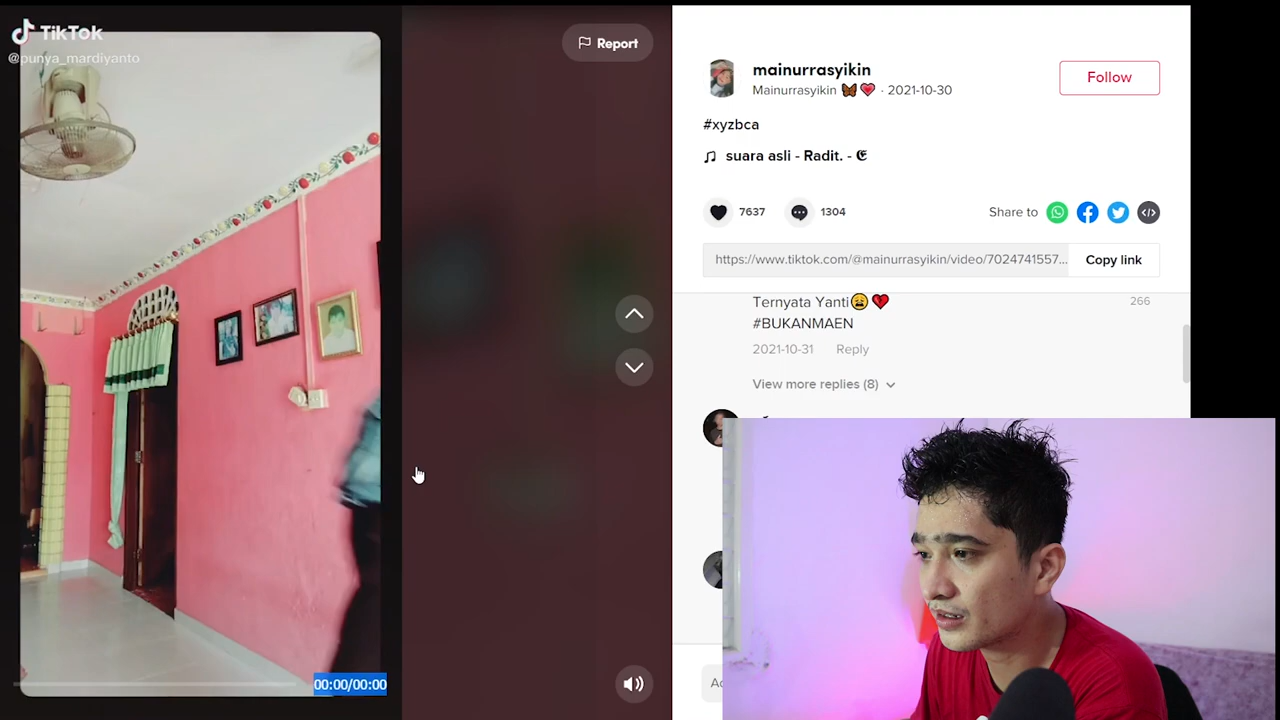 TikTok
@punya_mardiyanto
Report
00:00/00:00
mainurrasyikin
Mainurrasyikin 🦋💗 · 2021-10-30
Follow
#xyzbca
suara asli - Radit. - 𝕰
7637
1304
Share to
https://www.tiktok.com/@mainurrasyikin/video/7024741557...
Copy link
Ternyata Yanti😩❤️
266
#BUKANMAEN
2021-10-31 Reply
View more replies (8)